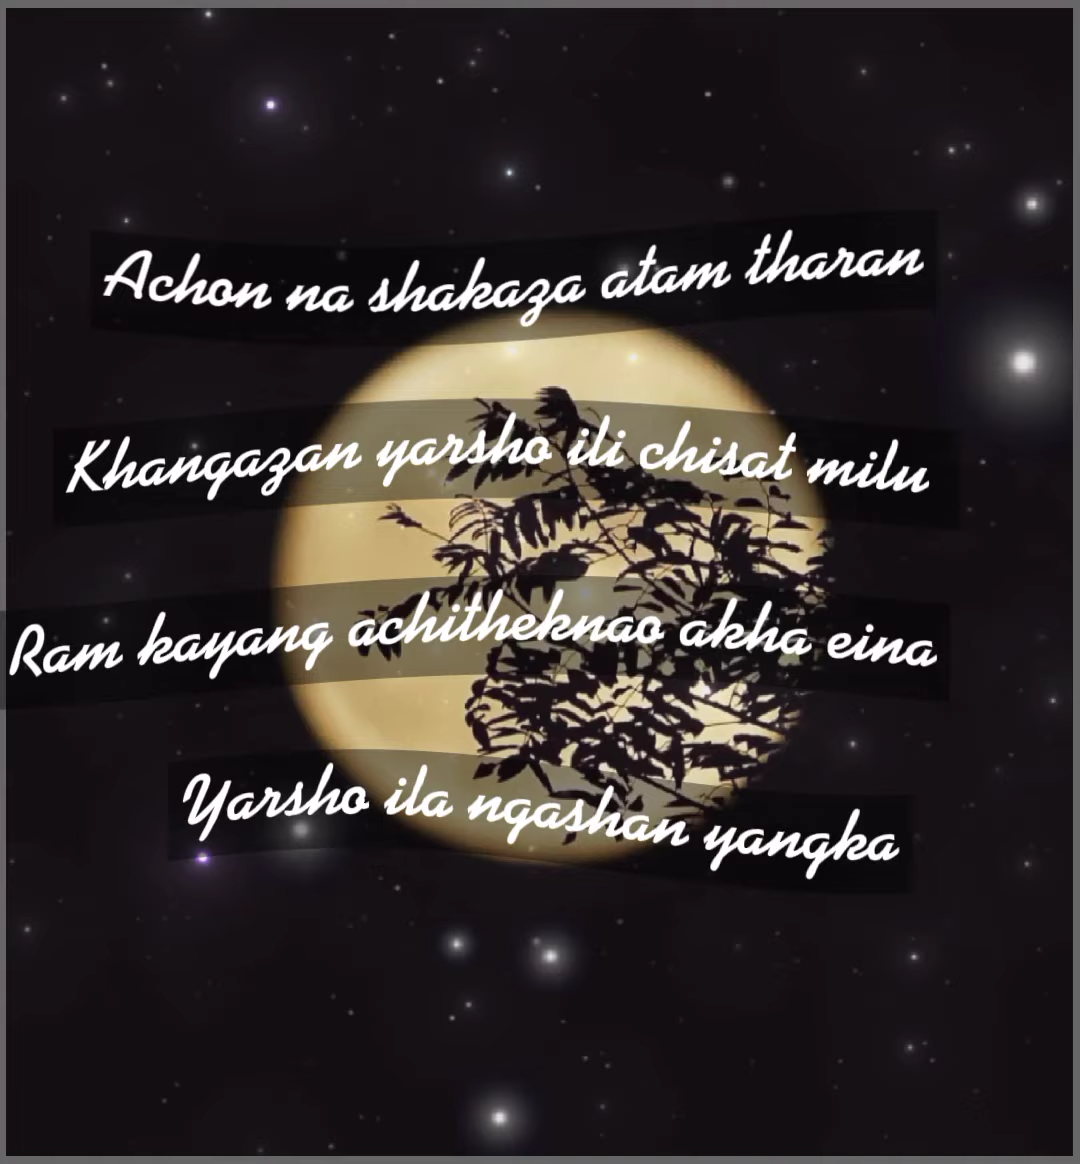 Achon na shakaza atam tharan
Khangazan yarsho ili chisat milu
Ram kayang achitheknao akha eina
Yarsho ila ngashan yangka